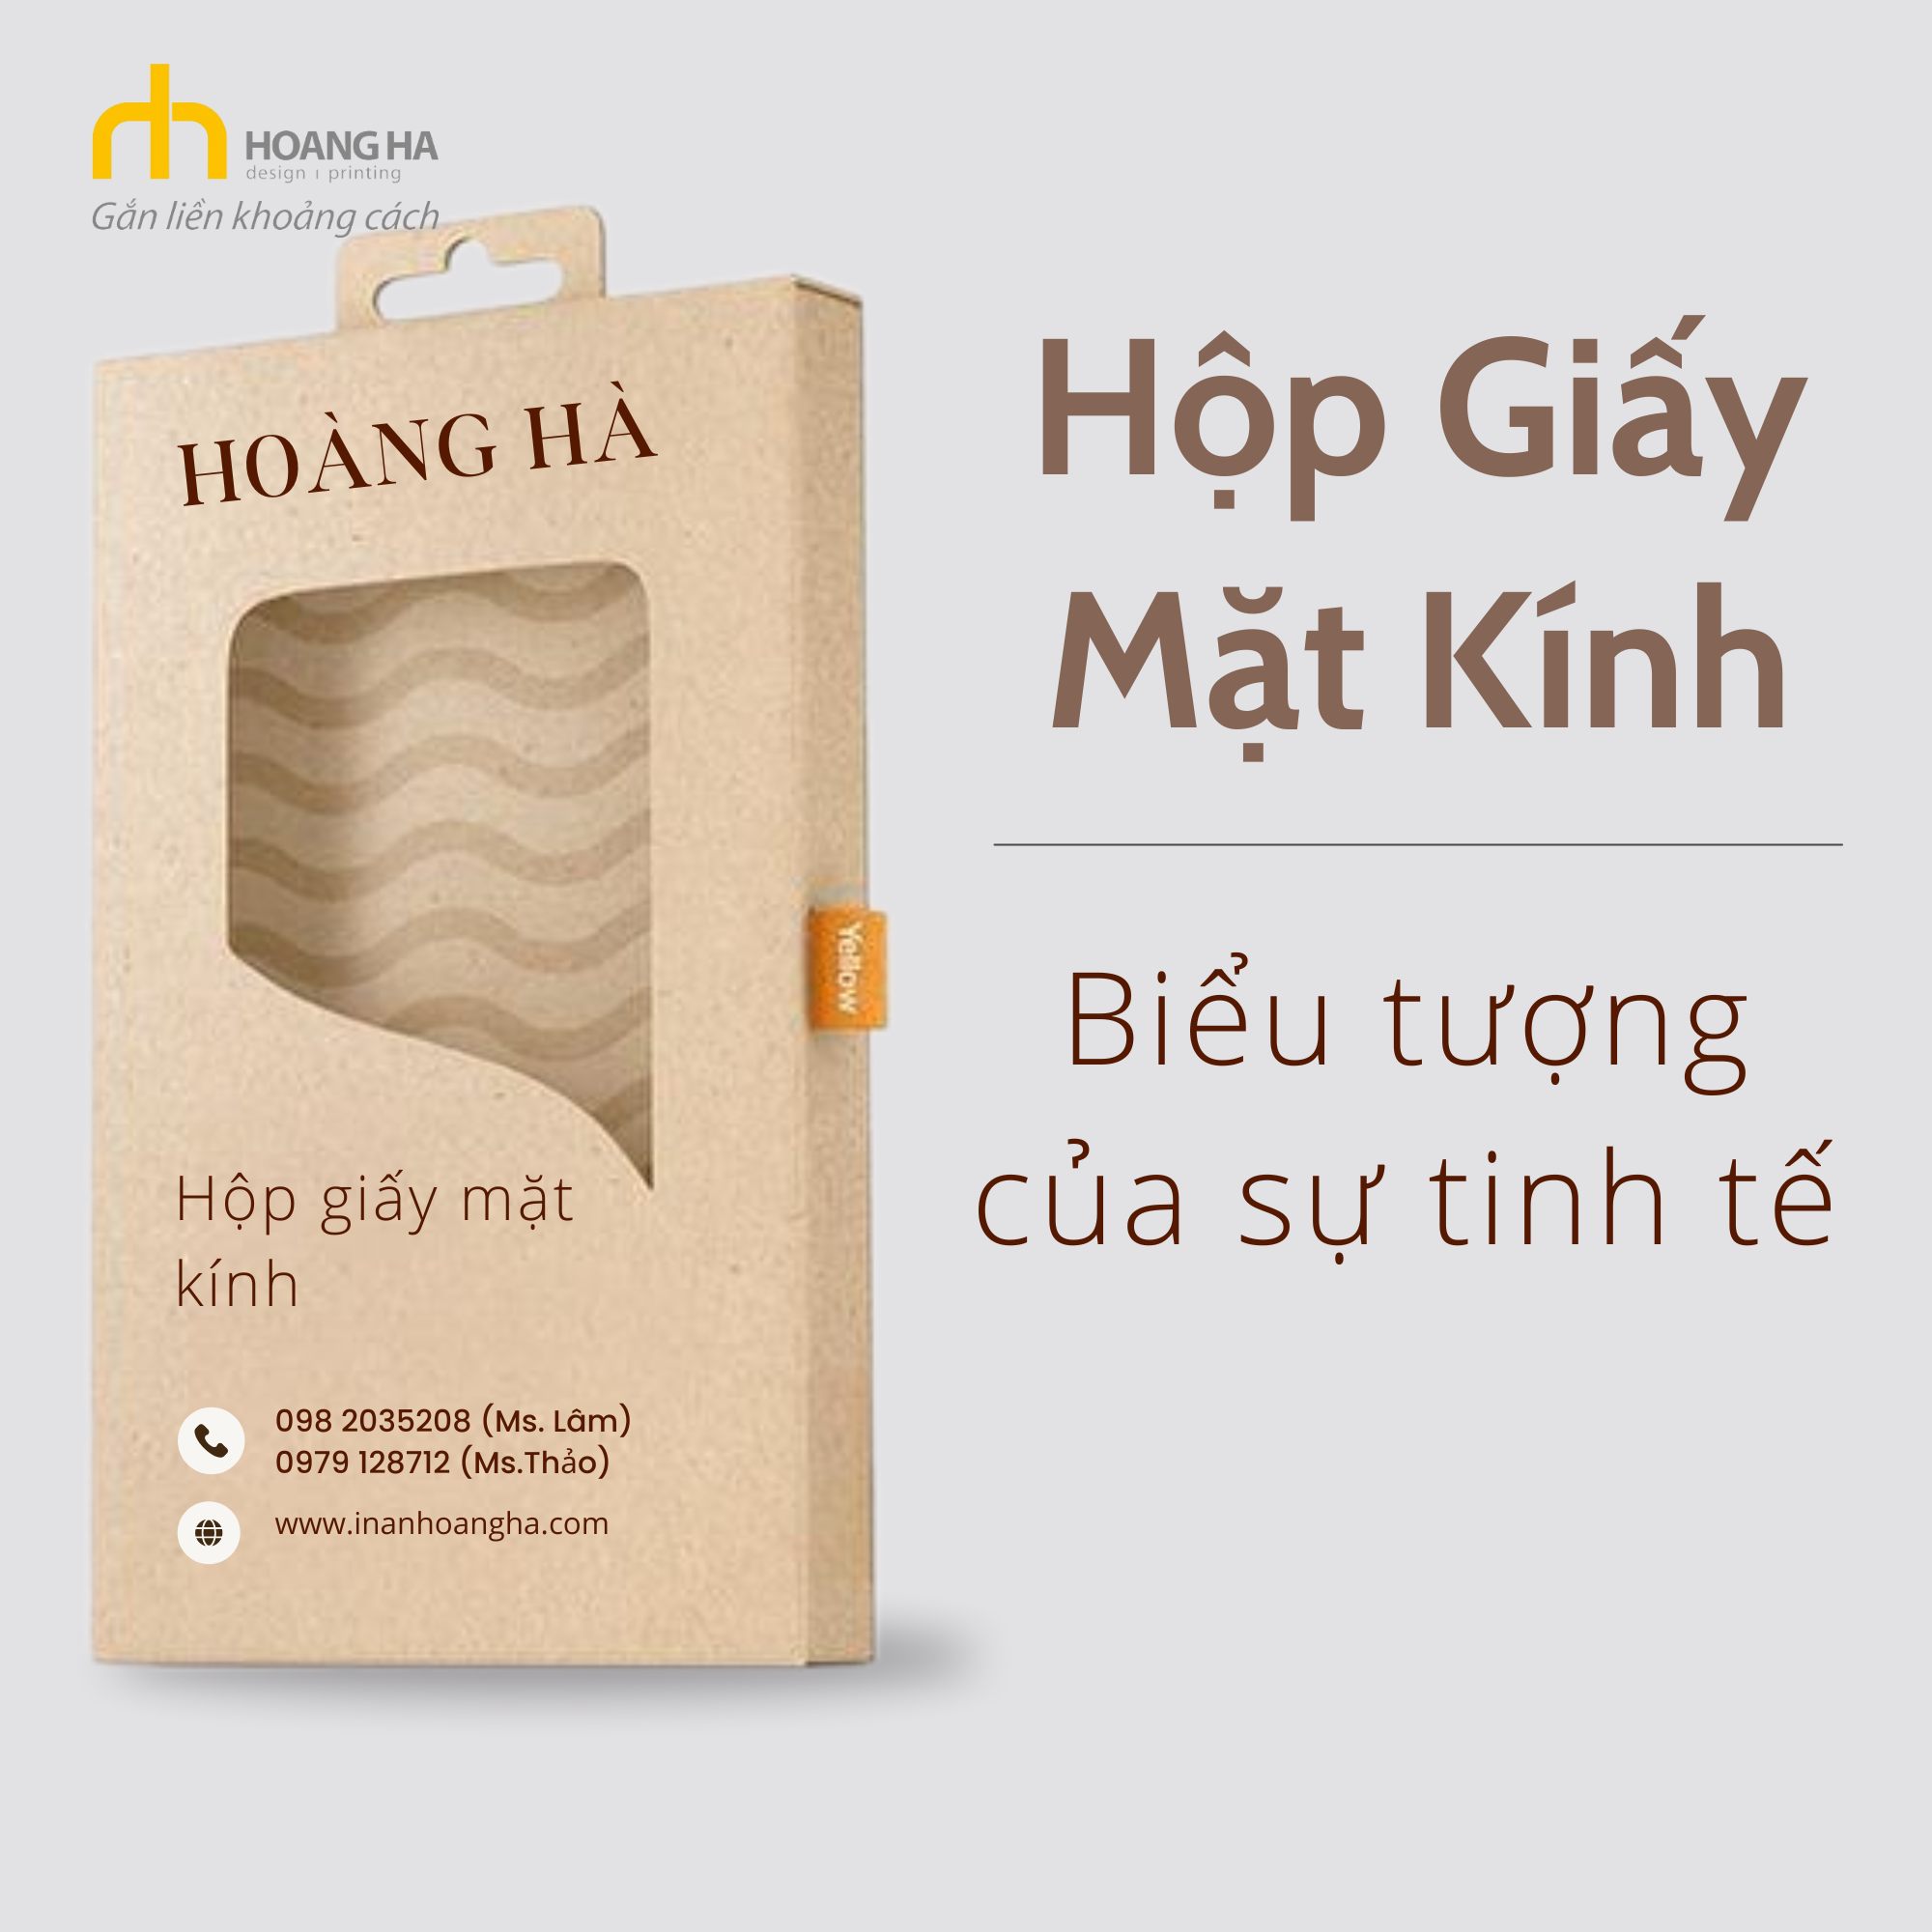 HOANG HA
design | printing
Gắn liền khoảng cách
HOÀNG HÀ
Hộp Giấy
Mặt Kính
Yellow
Biểu tượng
của sự tinh tế
Hộp giấy mặt
kính
098 2035208 (Ms. Lâm)
0979 128712 (Ms.Thảo)
www.inanhoangha.com